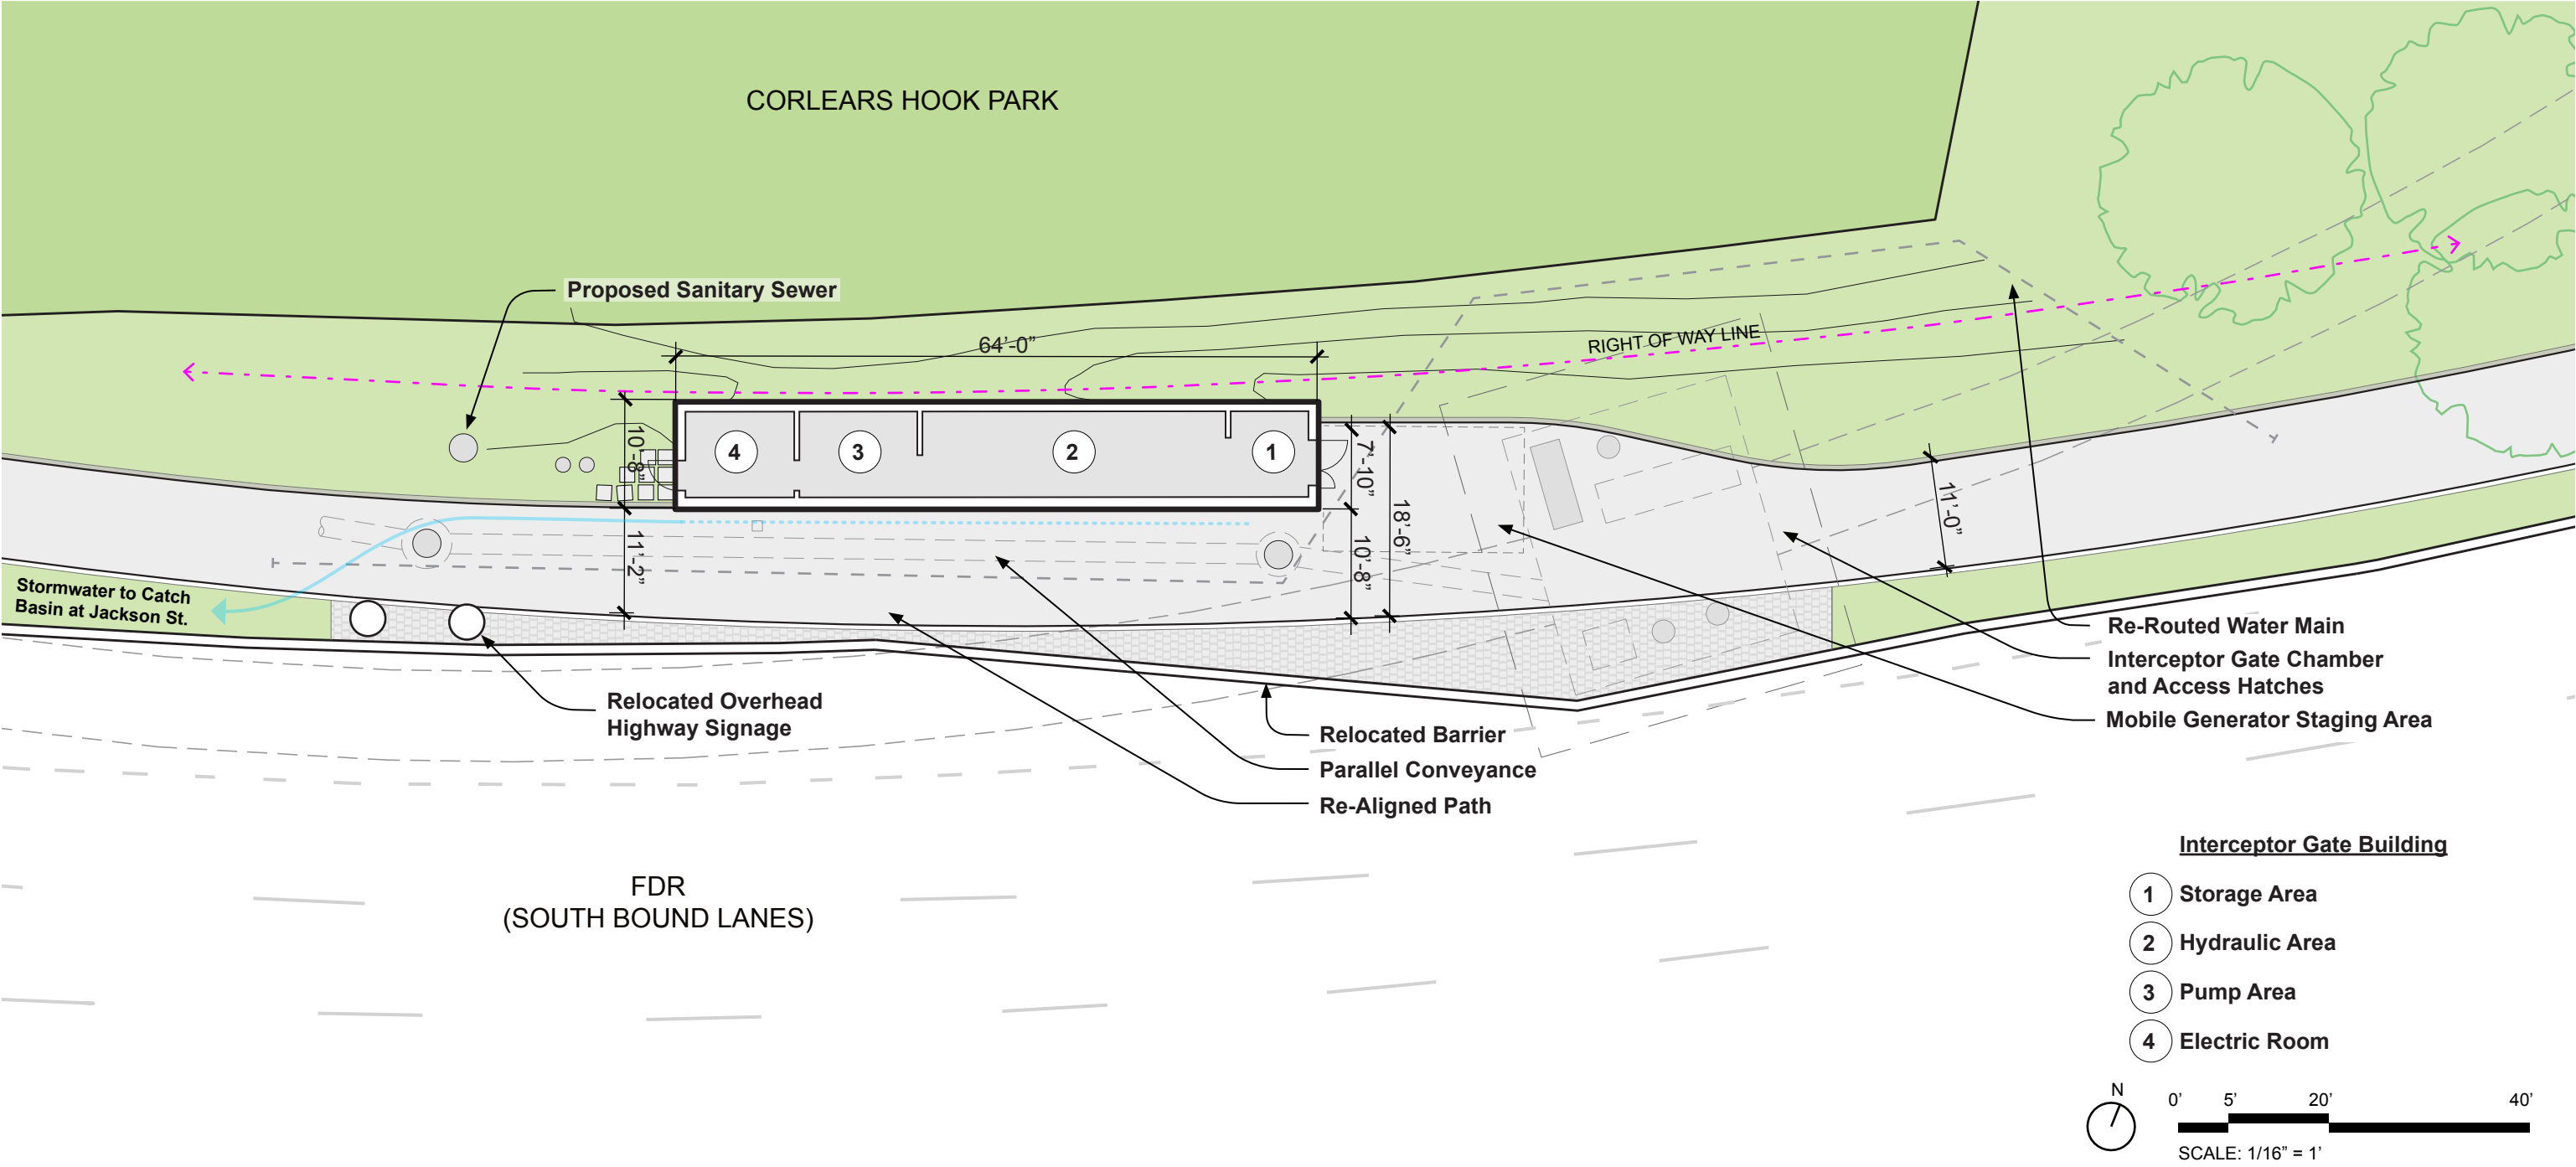 CORLEARS HOOK PARK
Proposed Sanitary Sewer
64'-0"
RIGHT OF WAY LINE
4
3
2
1
10'-8"
7'-10"
18'-6"
11'-0"
11'-2"
10'-8"
Stormwater to Catch
Basin at Jackson St.
Re-Routed Water Main
Interceptor Gate Chamber
and Access Hatches
Mobile Generator Staging Area
Relocated Overhead
Highway Signage
Relocated Barrier
Parallel Conveyance
Re-Aligned Path
FDR
(SOUTH BOUND LANES)
Interceptor Gate Building
1 Storage Area
2 Hydraulic Area
3 Pump Area
4 Electric Room
N
0' 5' 20' 40'
SCALE: 1/16" = 1'